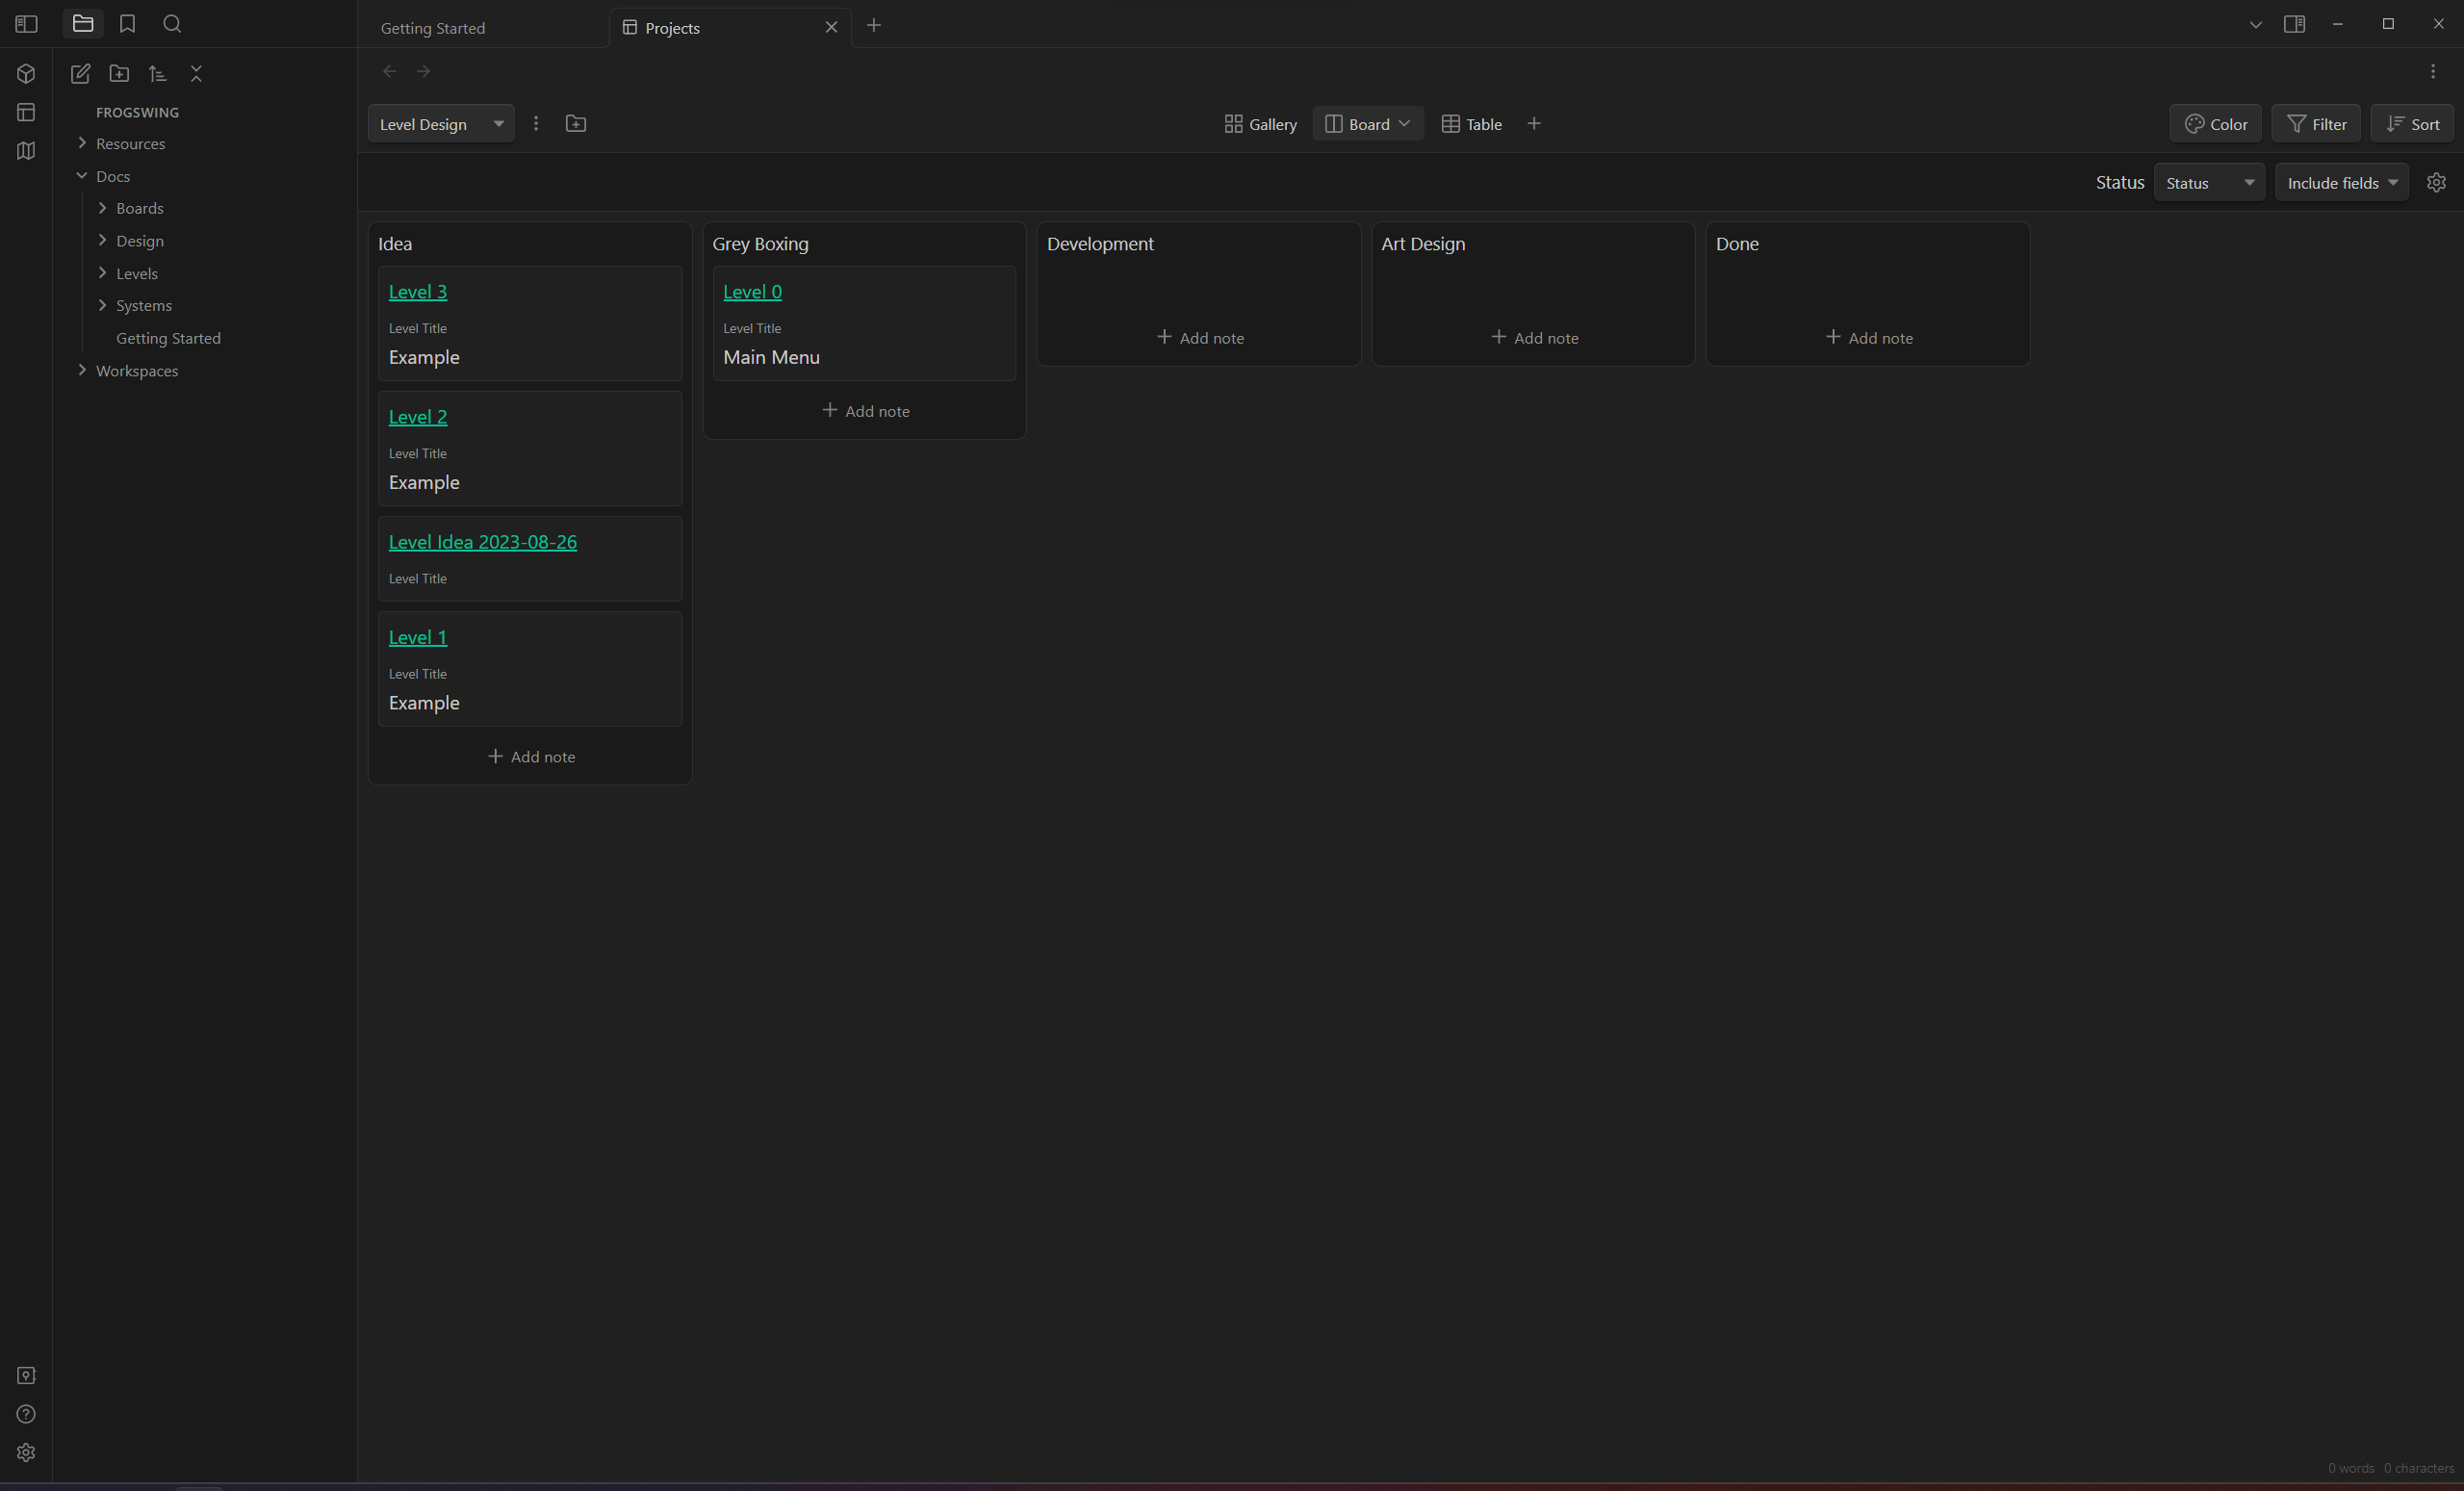 Getting Started
Projects
FROGSWING
Resources
Docs
Boards
Design
Levels
Systems
Getting Started
Workspaces
Level Design
Gallery
Board
Table
Color
Filter
Sort
Status
Status
Include fields
Idea
Level 3
Level Title
Example
Level 2
Level Title
Example
Level Idea 2023-08-26
Level Title
Level 1
Level Title
Example
Add note
Grey Boxing
Level 0
Level Title
Main Menu
Add note
Development
Add note
Art Design
Add note
Done
Add note
0 words 0 characters